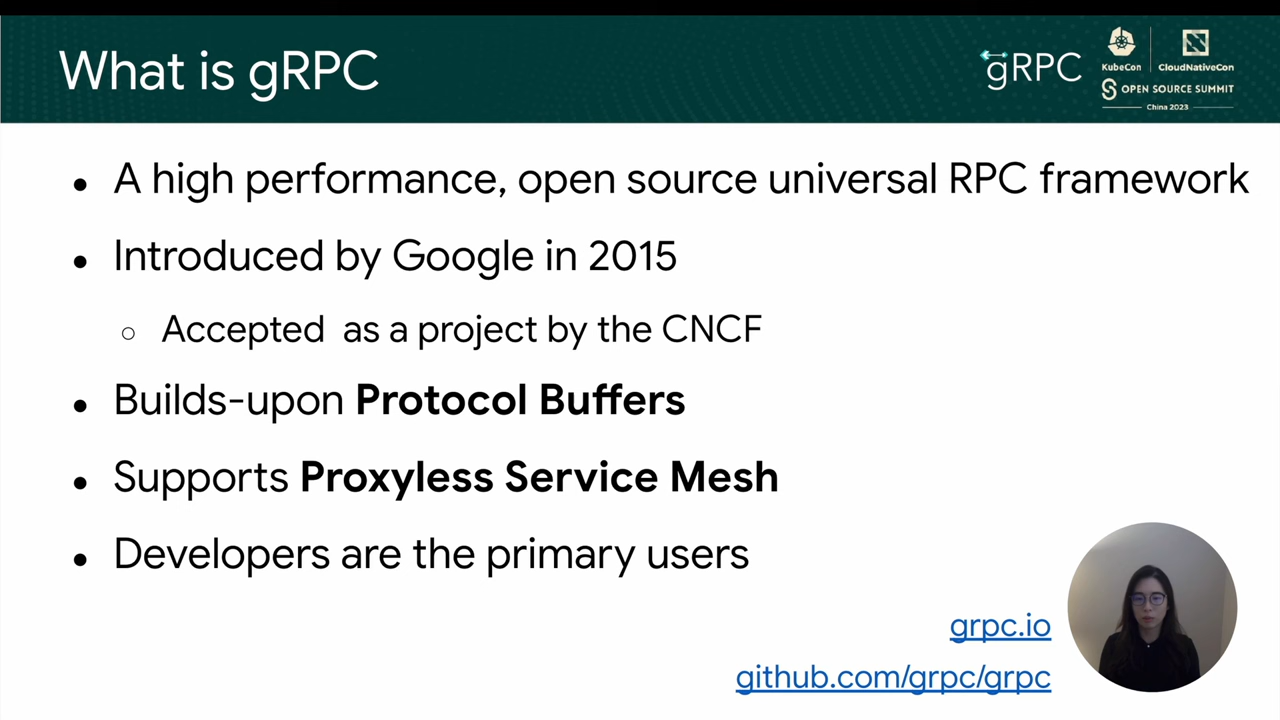 What is gRPC
gRPC
KubeCon
CloudNativeCon
OPEN SOURCE SUMMIT
China 2023
● A high performance, open source universal RPC framework
● Introduced by Google in 2015
○ Accepted  as a project by the CNCF
● Builds-upon Protocol Buffers
● Supports Proxyless Service Mesh
● Developers are the primary users
grpc.io
github.com/grpc/grpc